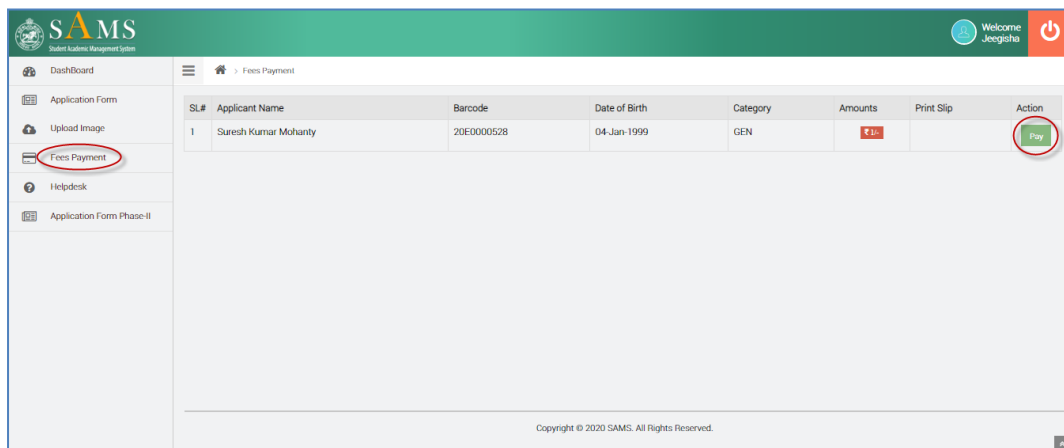 SAMS
Student Academic Management System
Welcome
Jeegisha
DashBoard
Application Form
Upload Image
Fees Payment
Helpdesk
Application Form Phase-II
> Fees Payment
SL# Applicant Name Barcode Date of Birth Category Amounts Print Slip Action
1 Suresh Kumar Mohanty 20E0000528 04-Jan-1999 GEN ₹ 1/- Pay
Copyright © 2020 SAMS. All Rights Reserved.